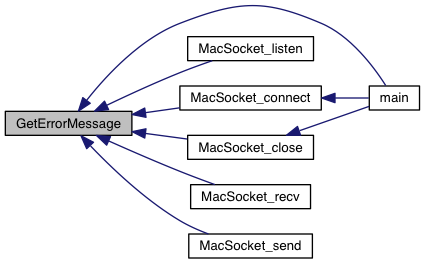 MacSocket_listen
MacSocket_connect
main
GetErrorMessage
MacSocket_close
MacSocket_recv
MacSocket_send